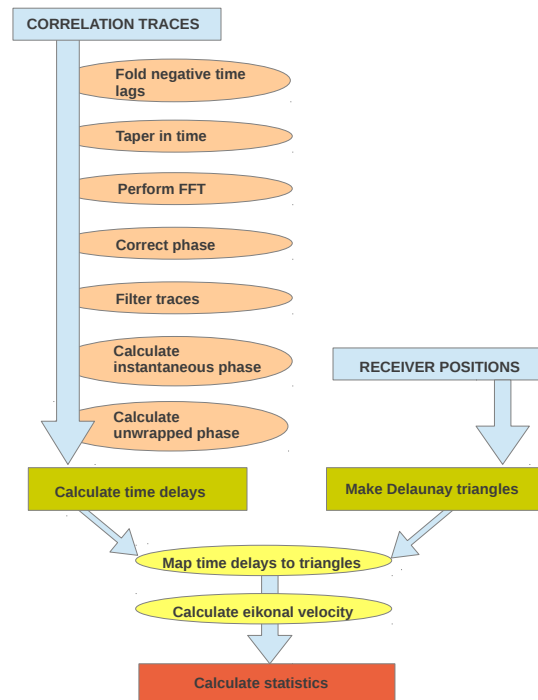 CORRELATION TRACES
Fold negative time
lags
Taper in time
Perform FFT
Correct phase
Filter traces
Calculate
instantaneous phase
Calculate
unwrapped phase
RECEIVER POSITIONS
Calculate time delays
Make Delaunay triangles
Map time delays to triangles
Calculate eikonal velocity
Calculate statistics